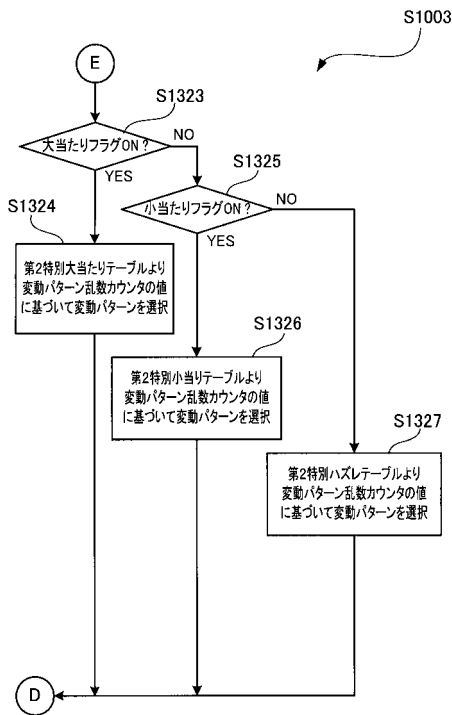 S1003
E
S1323
大当たりフラグON？
NO
YES
S1325
小当たりフラグON？
NO
YES
S1324
第2特別大当たりテーブルより
変動パターン乱数カウンタの値
に基づいて変動パターンを選択
S1326
第2特別小当りテーブルより
変動パターン乱数カウンタの値
に基づいて変動パターンを選択
S1327
第2特別ハズレテーブルより
変動パターン乱数カウンタの値
に基づいて変動パターンを選択
D